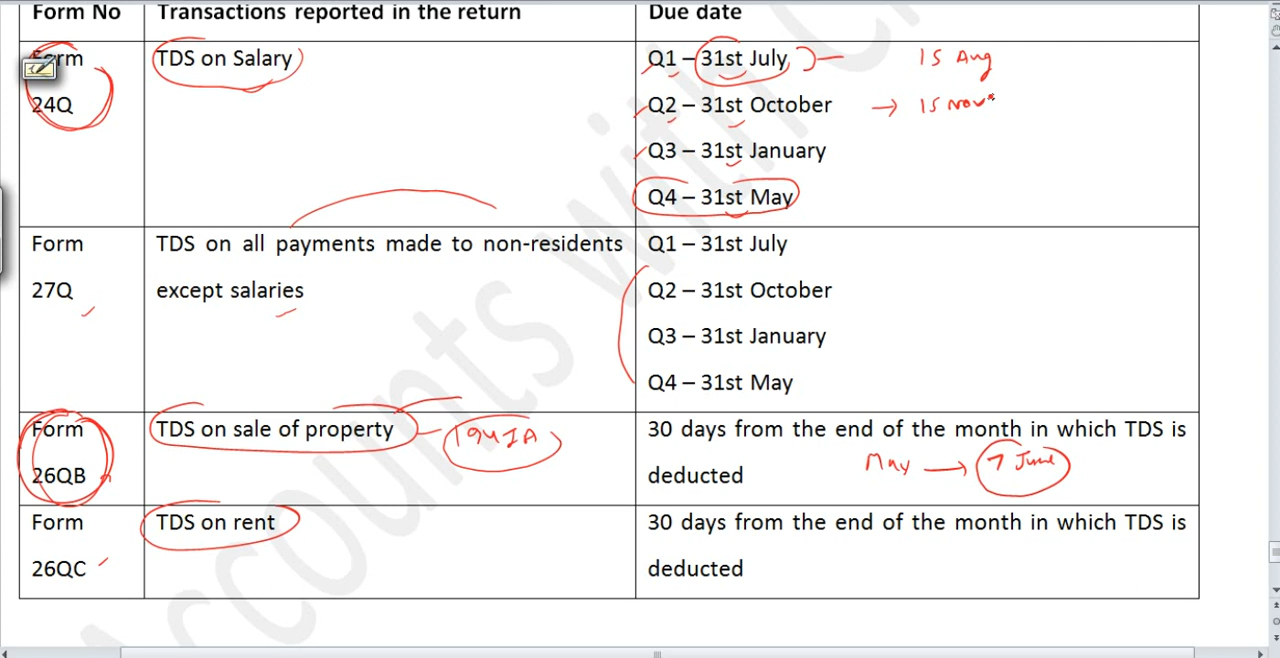 Form No Transactions reported in the return Due date
Form TDS on Salary Q1 – 31st July 15 Aug
24Q Q2 – 31st October → 15 Nov
Q3 – 31st January
Q4 – 31st May
Form TDS on all payments made to non-residents Q1 – 31st July
27Q except salaries Q2 – 31st October
Q3 – 31st January
Q4 – 31st May
Form TDS on sale of property 194IA 30 days from the end of the month in which TDS is
26QB deducted May → 7 June
Form TDS on rent 30 days from the end of the month in which TDS is
26QC deducted
counts with